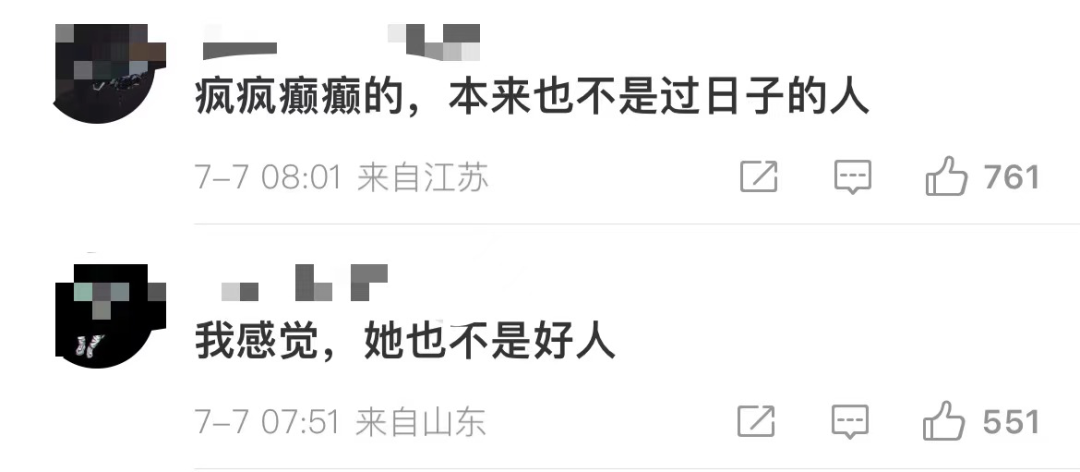 疯疯癫癫的，本来也不是过日子的人
7-7 08:01 来自江苏 761
我感觉，她也不是好人
7-7 07:51 来自山东 551